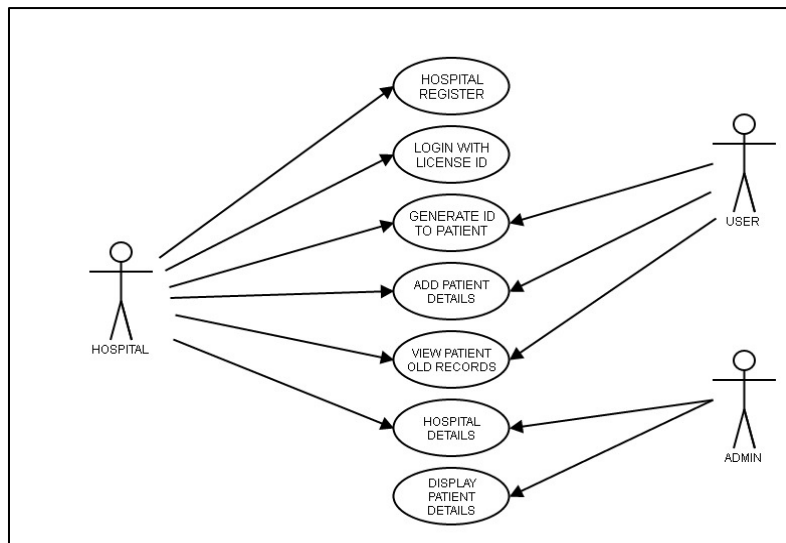 HOSPITAL
REGISTER
LOGIN WITH
LICENSE ID
GENERATE ID
TO PATIENT
USER
ADD PATIENT
DETAILS
HOSPITAL
VIEW PATIENT
OLD RECORDS
HOSPITAL
DETAILS
ADMIN
DISPLAY
PATIENT
DETAILS